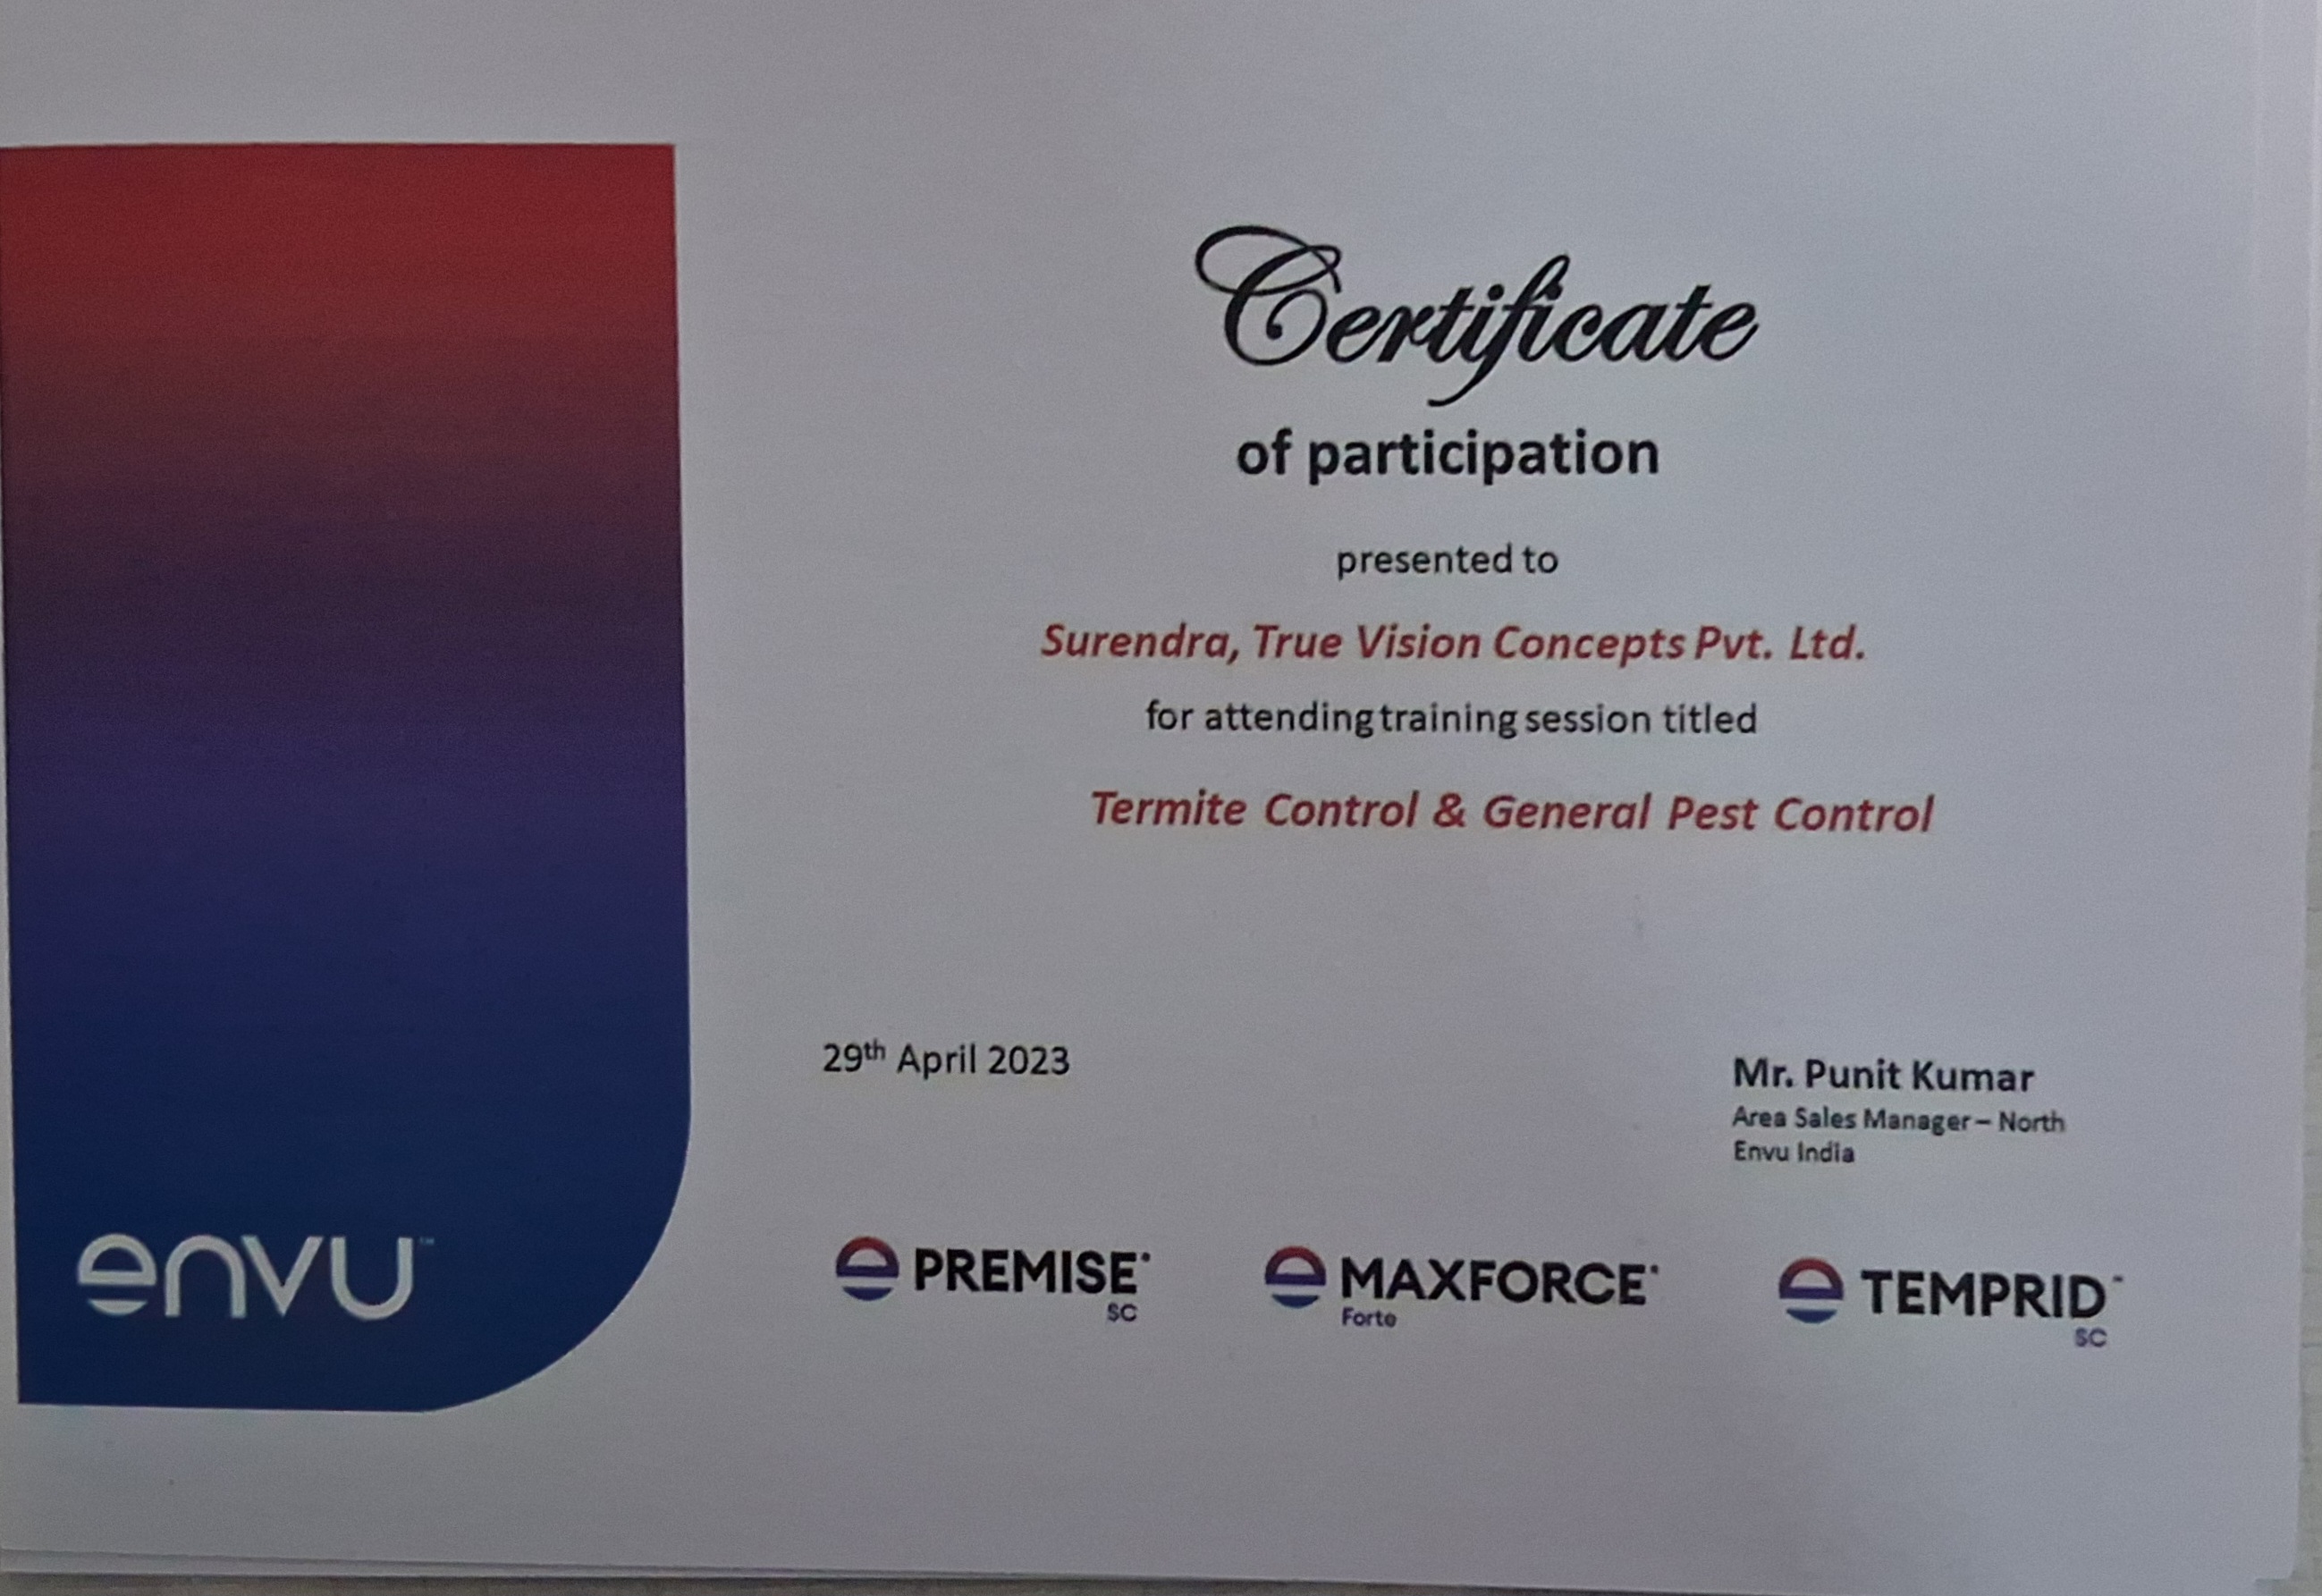 Certificate
of participation
presented to
Surendra, True Vision Concepts Pvt. Ltd.
for attending training session titled
Termite Control & General Pest Control
29th April 2023
Mr. Punit Kumar
Area Sales Manager – North
Envu India
envu™
PREMISE
SC
MAXFORCE
Forte
TEMPRID
SC